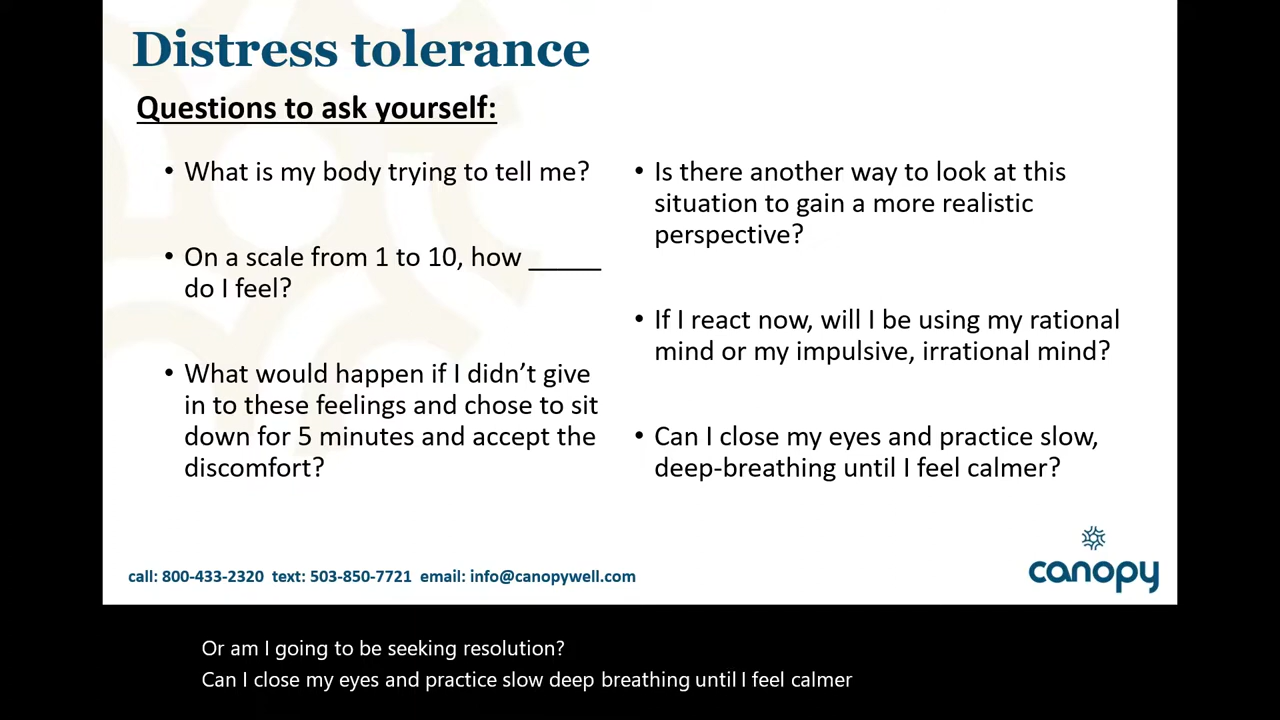 Distress tolerance
Questions to ask yourself:
• What is my body trying to tell me?
• On a scale from 1 to 10, how _____
do I feel?
• What would happen if I didn’t give
in to these feelings and chose to sit
down for 5 minutes and accept the
discomfort?
• Is there another way to look at this
situation to gain a more realistic
perspective?
• If I react now, will I be using my rational
mind or my impulsive, irrational mind?
• Can I close my eyes and practice slow,
deep-breathing until I feel calmer?
call: 800-433-2320 text: 503-850-7721 email: info@canopywell.com
canopy
Or am I going to be seeking resolution?
Can I close my eyes and practice slow deep breathing until I feel calmer